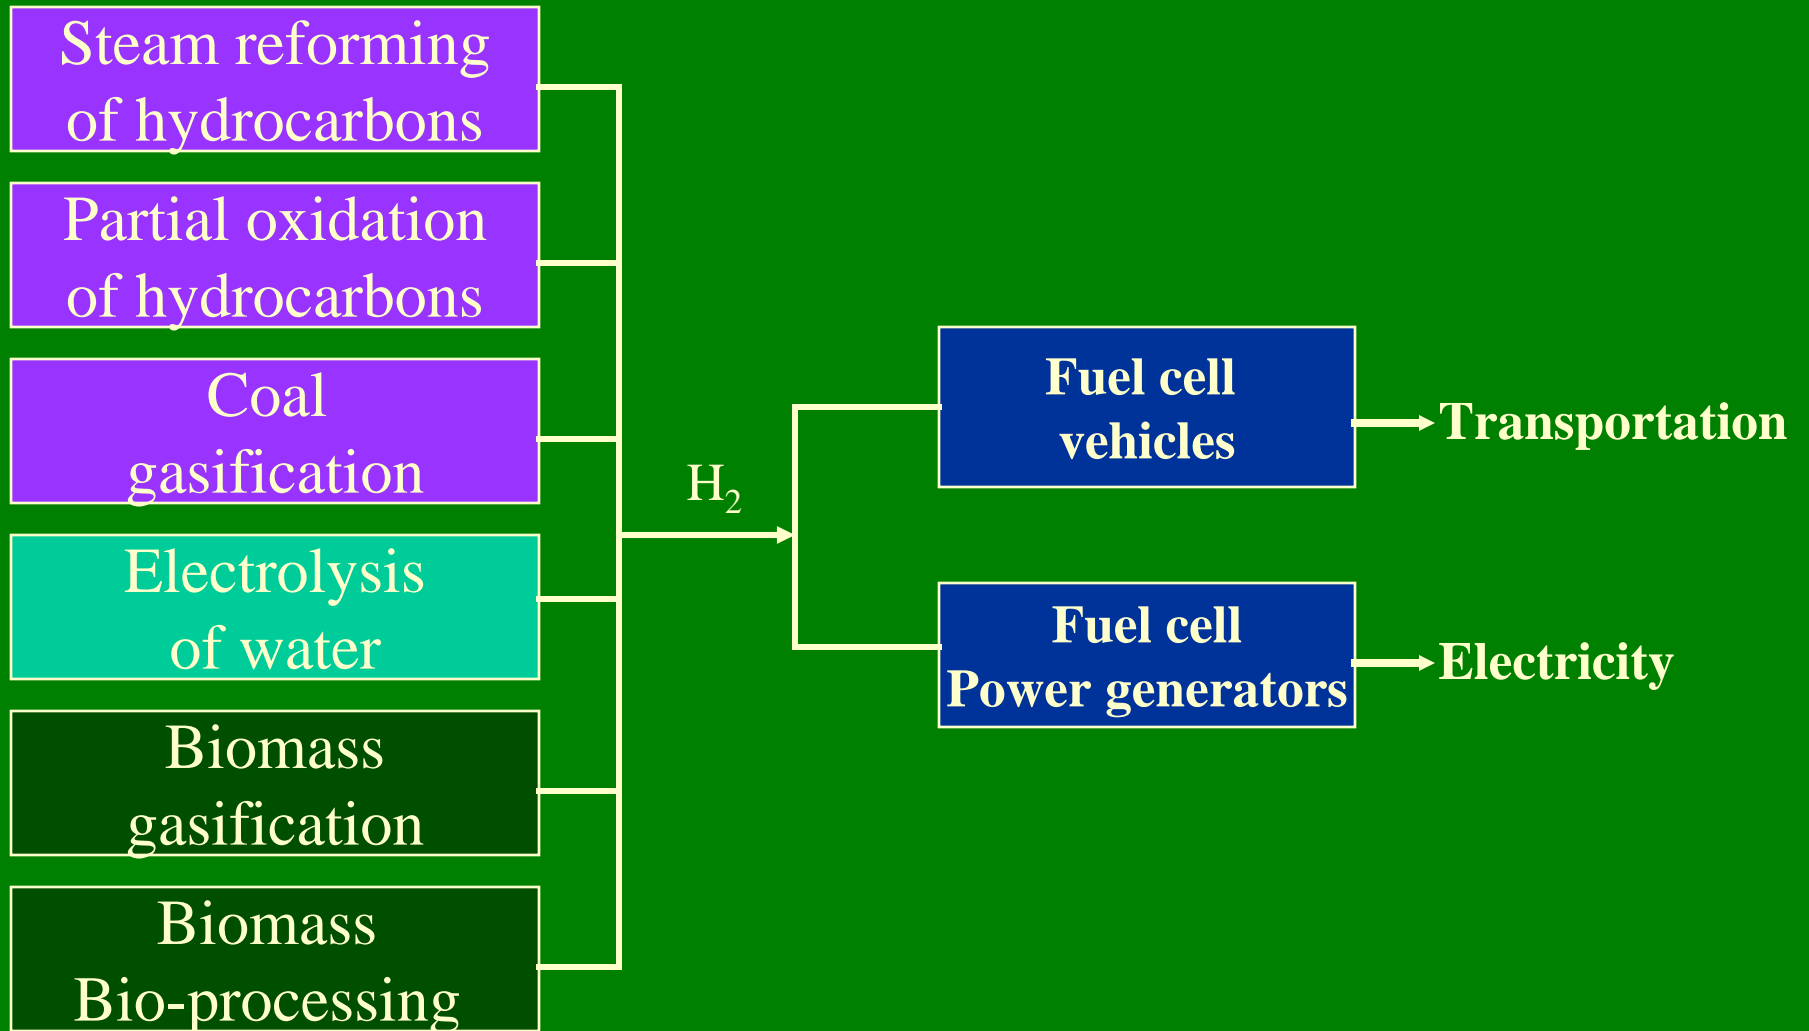 Steam reforming
of hydrocarbons
Partial oxidation
of hydrocarbons
Coal
gasification
Electrolysis
of water
Biomass
gasification
Biomass
Bio-processing
H₂
Fuel cell
vehicles
Transportation
Fuel cell
Power generators
Electricity